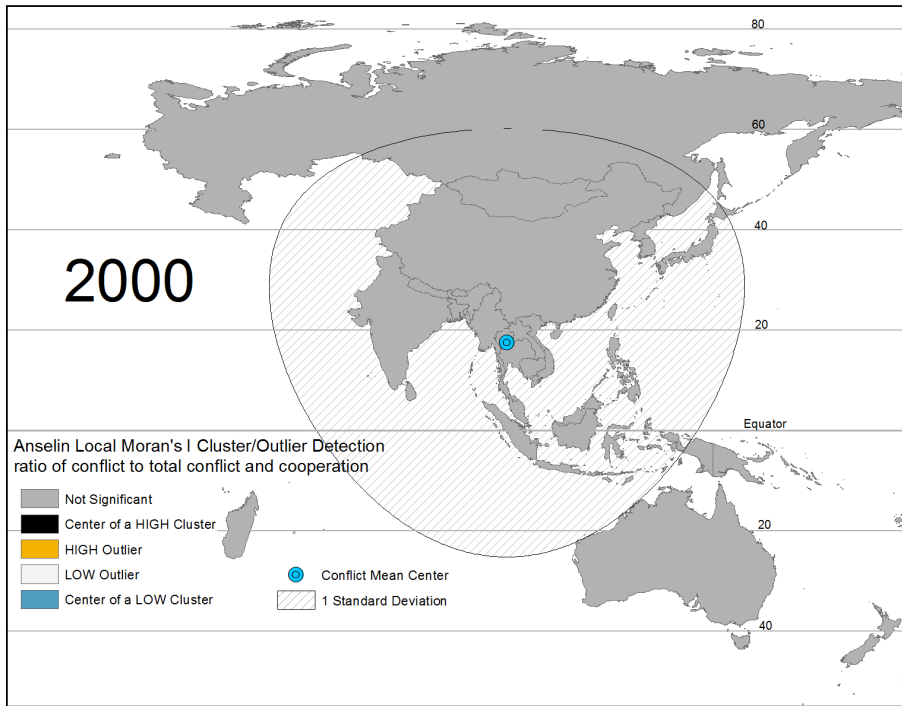 80
60
40
2000
20
Equator
Anselin Local Moran's I Cluster/Outlier Detection
ratio of conflict to total conflict and cooperation
Not Significant
Center of a HIGH Cluster
HIGH Outlier
20
LOW Outlier
Conflict Mean Center
Center of a LOW Cluster
1 Standard Deviation
40